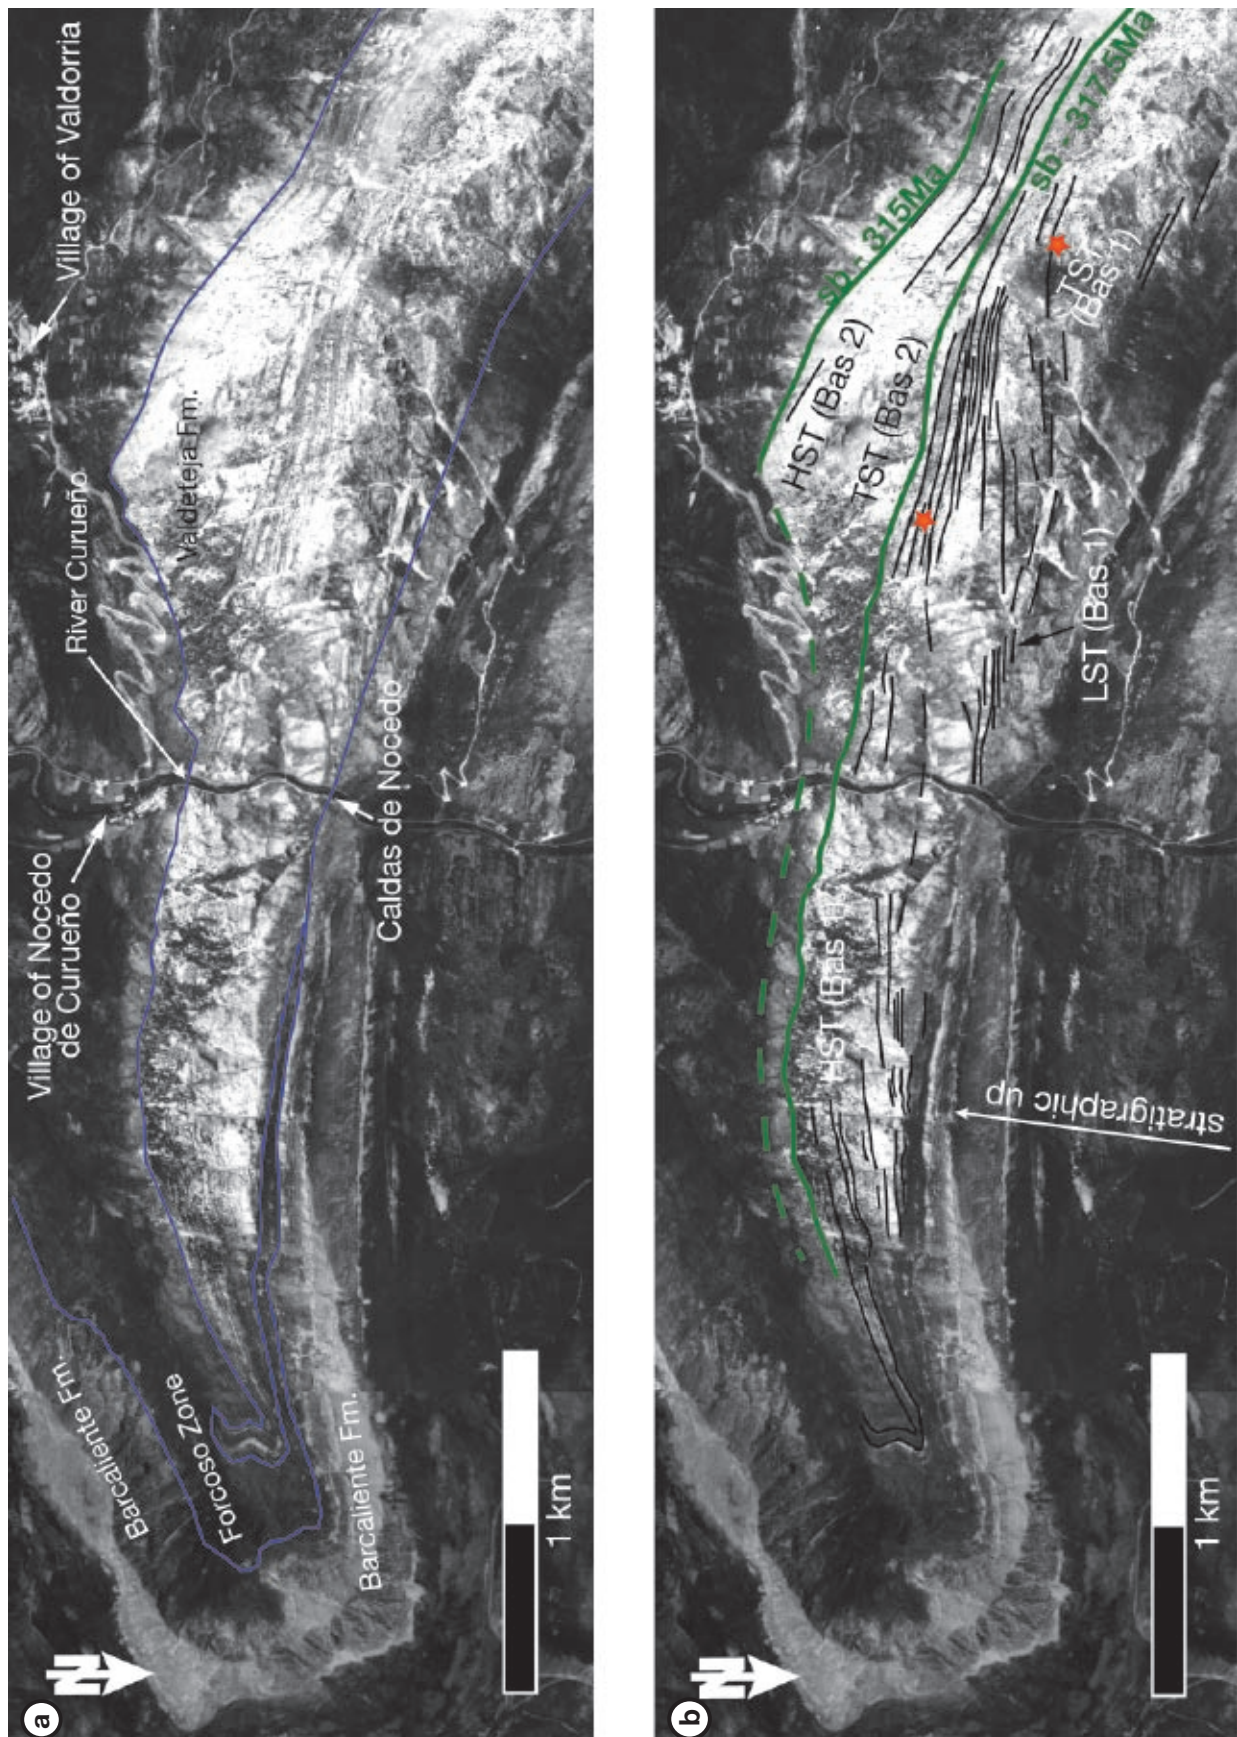 a
N
Village of Valdorria
River Curueño
Village of Nocedo
de Curueño
Valdeteja Fm.
Caldas de Nocedo
Barcaliente Fm.
Forcoso Zone
Barcaliente Fm.
1 km
b
N
sb - 315Ma
sb - 317.5Ma
HST (Bas 2)
TST (Bas 2)
TST
(Bas 1)
HST (Bas 1)
LST (Bas 1)
stratigraphic up
1 km